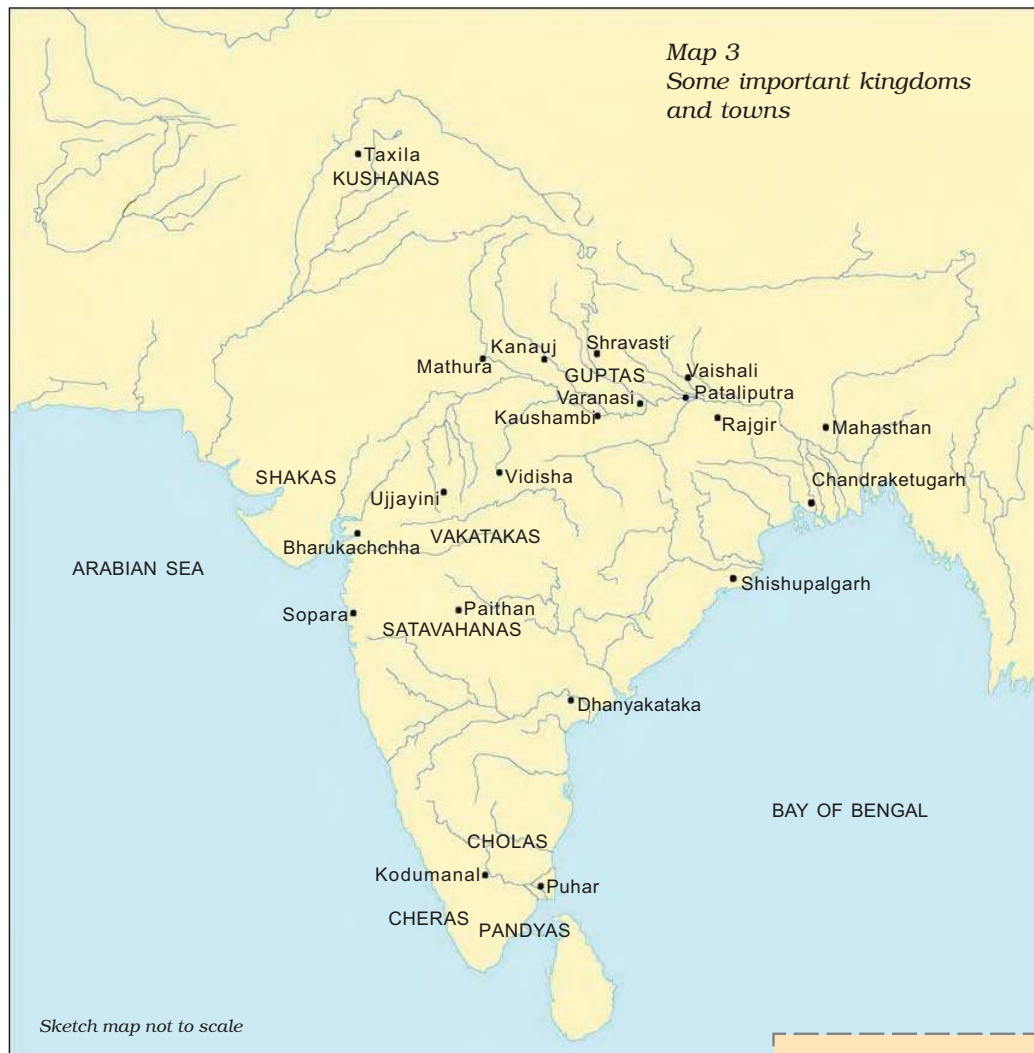 Map 3
Some important kingdoms
and towns
Taxila
KUSHANAS
Kanauj
Shravasti
Mathura
GUPTAS
Vaishali
Varanasi
Pataliputra
Kaushambi
Rajgir
Mahasthan
SHAKAS
Vidisha
Chandraketugarh
Ujjayini
VAKATAKAS
Bharukachchha
ARABIAN SEA
Shishupalgarh
Sopara
Paithan
SATAVAHANAS
Dhanyakataka
BAY OF BENGAL
CHOLAS
Kodumanal
Puhar
CHERAS
PANDYAS
Sketch map not to scale